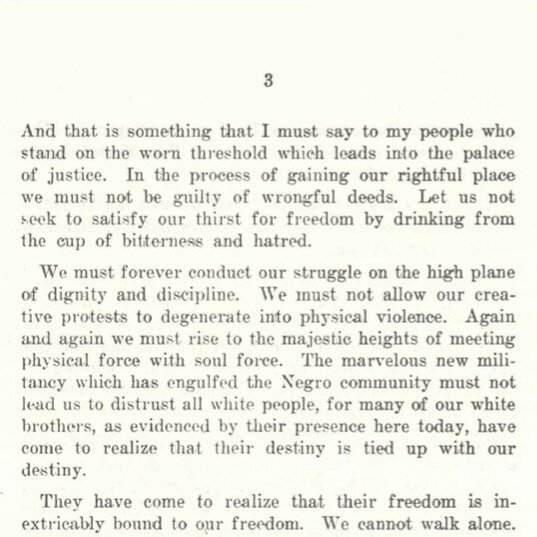 3
And that is something that I must say to my people who
stand on the worn threshold which leads into the palace
of justice. In the process of gaining our rightful place
we must not be guilty of wrongful deeds. Let us not
seek to satisfy our thirst for freedom by drinking from
the cup of bitterness and hatred.
We must forever conduct our struggle on the high plane
of dignity and discipline. We must not allow our crea-
tive protests to degenerate into physical violence. Again
and again we must rise to the majestic heights of meeting
physical force with soul force. The marvelous new mili-
tancy which has engulfed the Negro community must not
lead us to distrust all white people, for many of our white
brothers, as evidenced by their presence here today, have
come to realize that their destiny is tied up with our
destiny.
They have come to realize that their freedom is in-
extricably bound to our freedom. We cannot walk alone.